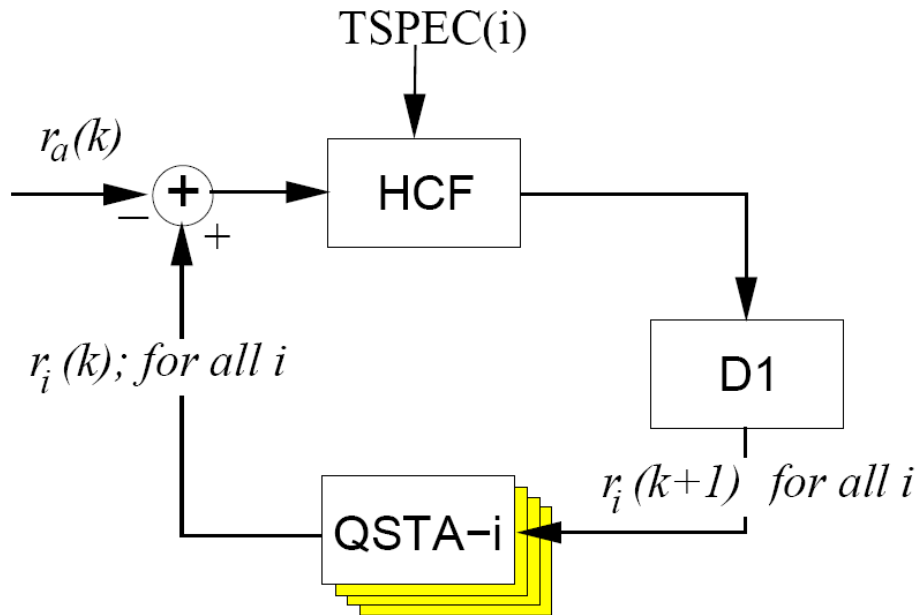 TSPEC(i)
r_a(k)
+
HCF
−
+
r_i(k); for all i
D1
r_i(k+1) for all i
QSTA−i